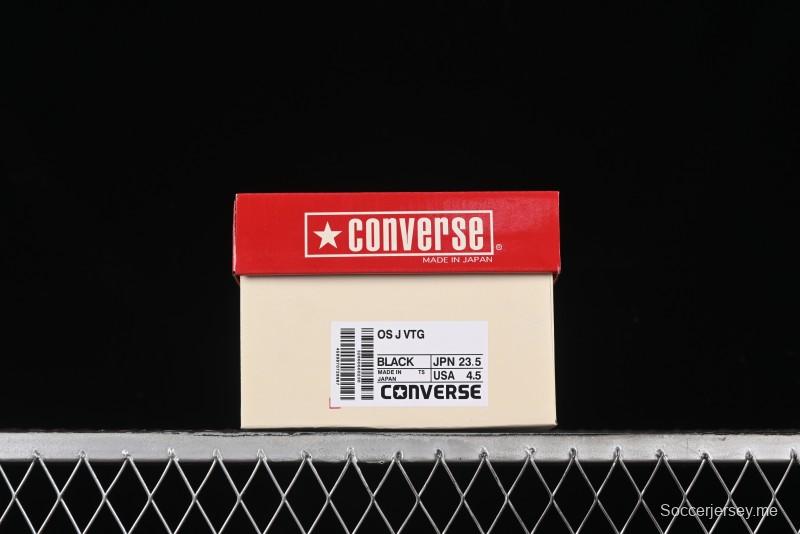 ★ converse ®
MADE IN JAPAN
OS J VTG
BLACK JPN 23.5
MADE IN JAPAN TS USA 4.5
CONVERSE
Soccerjersey.me